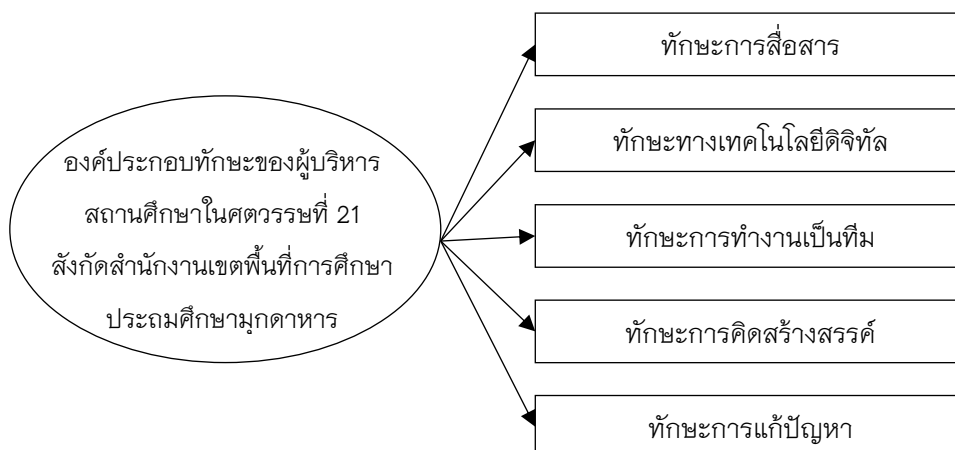 องค์ประกอบทักษะของผู้บริหาร
สถานศึกษาในศตวรรษที่ 21
สังกัดสำนักงานเขตพื้นที่การศึกษา
ประถมศึกษามุกดาหาร
ทักษะการสื่อสาร
ทักษะทางเทคโนโลยีดิจิทัล
ทักษะการทำงานเป็นทีม
ทักษะการคิดสร้างสรรค์
ทักษะการแก้ปัญหา